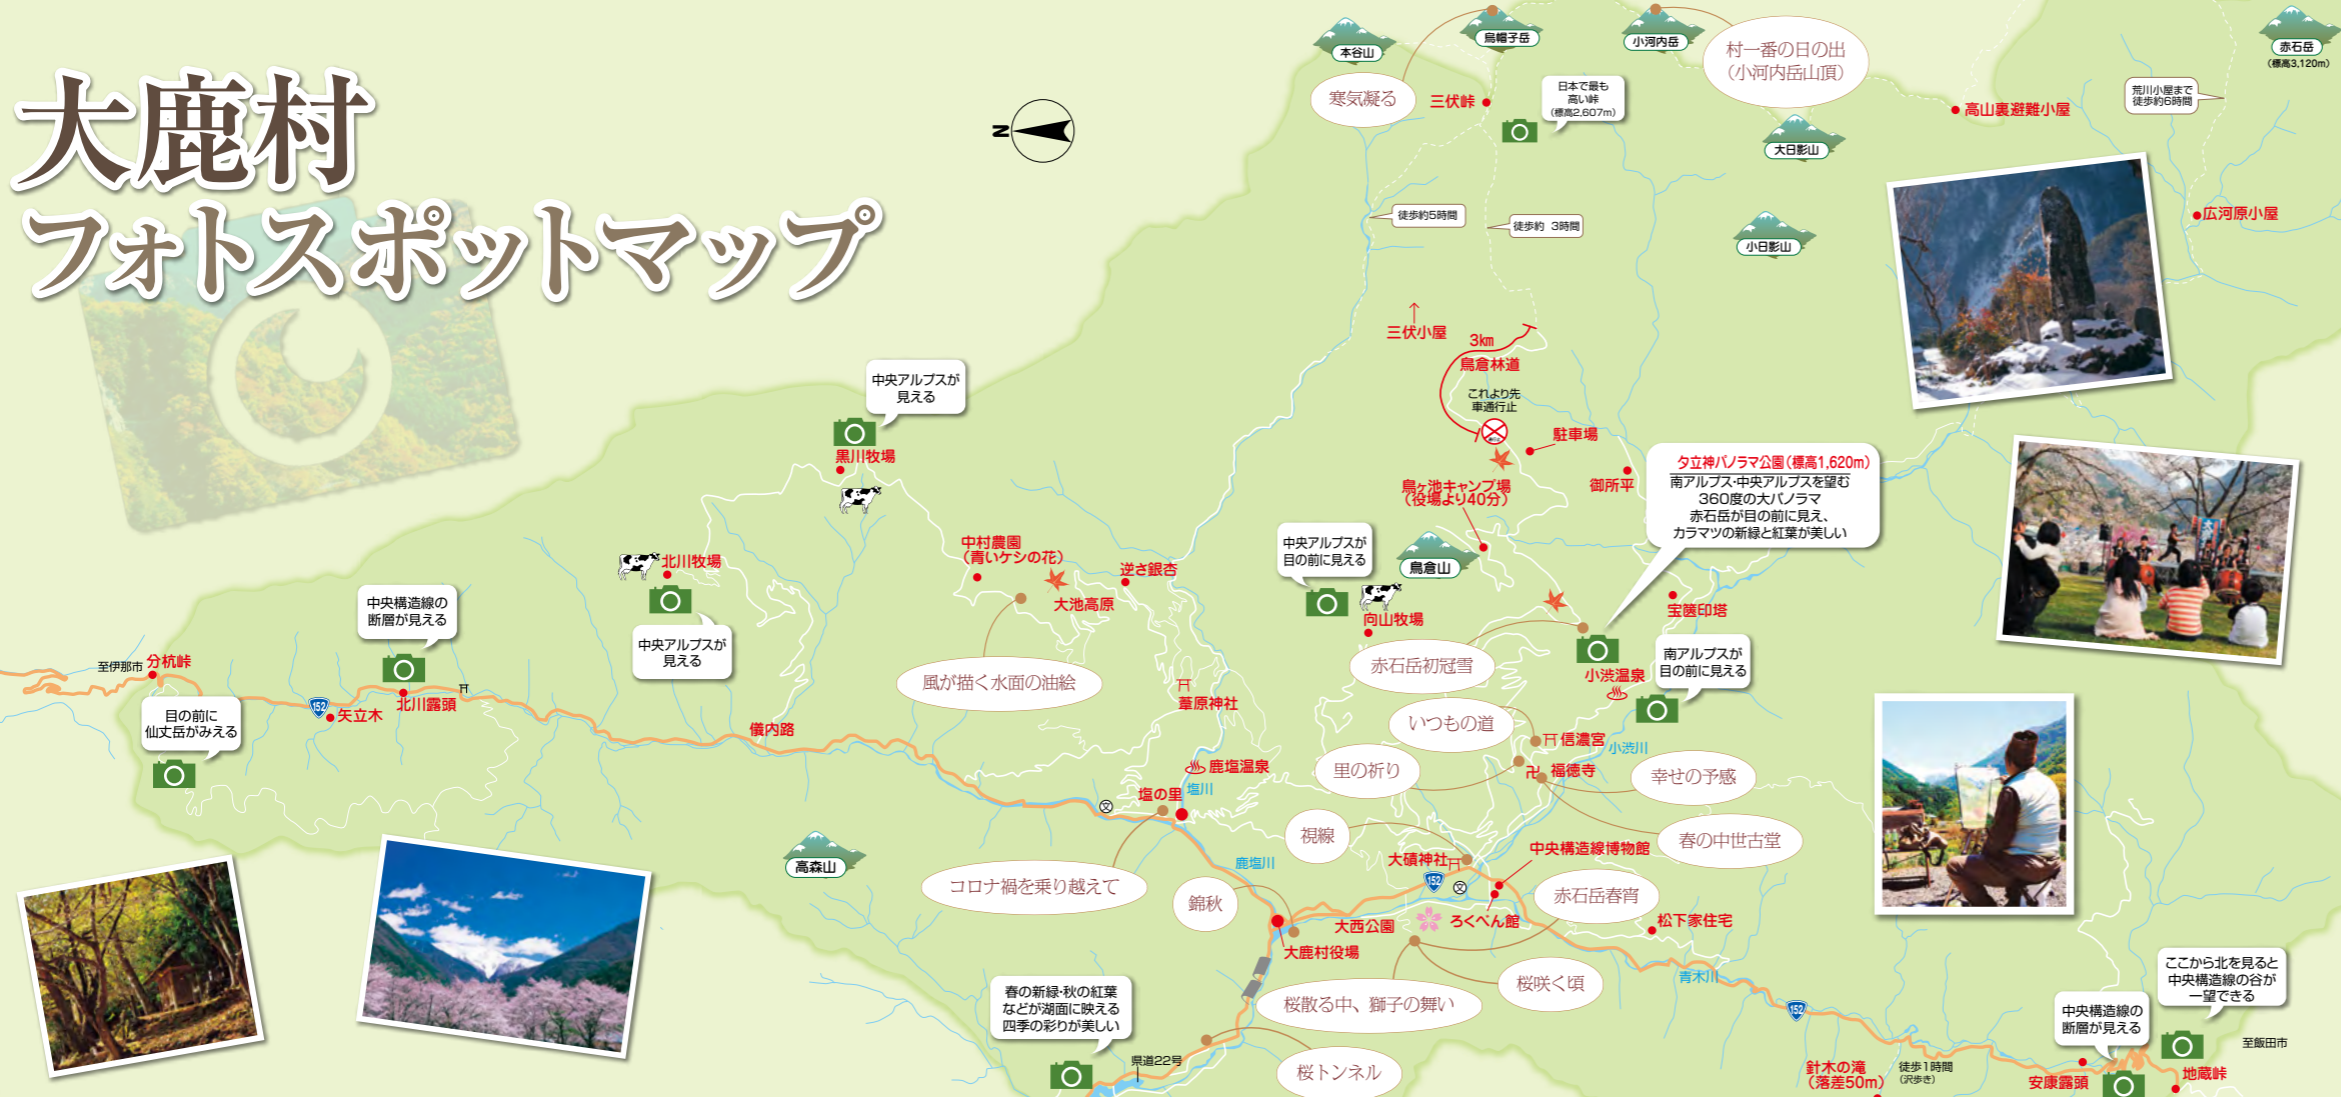 大鹿村
フォトスポットマップ
N
本谷山
烏帽子岳
小河内岳
村一番の日の出
(小河内岳山頂)
赤石岳
(標高3,120m)
寒気凝る
三伏峠
日本で最も
高い峠
(標高2,607m)
大日影山
高山裏避難小屋
荒川小屋まで
徒歩約6時間
広河原小屋
徒歩約5時間
徒歩約 3時間
小日影山
三伏小屋
3km
鳥倉林道
これより先
車通行止
駐車場
御所平
鳥ヶ池キャンプ場
(役場より40分)
夕立神パノラマ公園(標高1,620m)
南アルプス・中央アルプスを望む
360度の大パノラマ
赤石岳が目の前に見え、
カラマツの新緑と紅葉が美しい
中央アルプスが
見える
黒川牧場
北川牧場
中央アルプスが
見える
中村農園
(青いケシの花)
大池高原
逆さ銀杏
中央アルプスが
目の前に見える
鳥倉山
向山牧場
宝篋印塔
中央構造線の
断層が見える
至伊那市
分杭峠
目の前に
仙丈岳がみえる
152
矢立木
北川露頭
儀内路
風が描く水面の油絵
葦原神社
赤石岳初冠雪
小渋温泉
南アルプスが
目の前に見える
いつもの道
信濃宮
小渋川
里の祈り
福徳寺
幸せの予感
鹿塩温泉
塩の里
塩川
文
視線
春の中世古堂
高森山
鹿塩川
大磧神社
中央構造線博物館
152
文
コロナ禍を乗り越えて
錦秋
赤石岳春宵
大西公園
ろくべん館
松下家住宅
大鹿村役場
青木川
桜咲く頃
桜散る中、獅子の舞い
152
春の新緑・秋の紅葉
などが湖面に映える
四季の彩りが美しい
県道22号
桜トンネル
ここから北を見ると
中央構造線の谷が
一望できる
中央構造線の
断層が見える
至飯田市
針木の滝
(落差50m)
徒歩1時間
(沢歩き)
安康露頭
地蔵峠